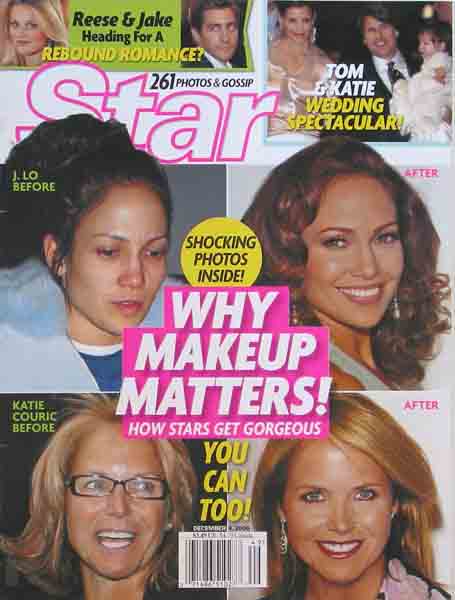 Reese & Jake
Heading For A
REBOUND ROMANCE?
261 PHOTOS & GOSSIP
Star
TOM
& KATIE
WEDDING
SPECTACULAR!
J. LO
BEFORE
AFTER
SHOCKING
PHOTOS
INSIDE!
WHY
MAKEUP
MATTERS!
HOW STARS GET GORGEOUS
YOU
CAN
TOO!
KATIE
COURIC
BEFORE
AFTER